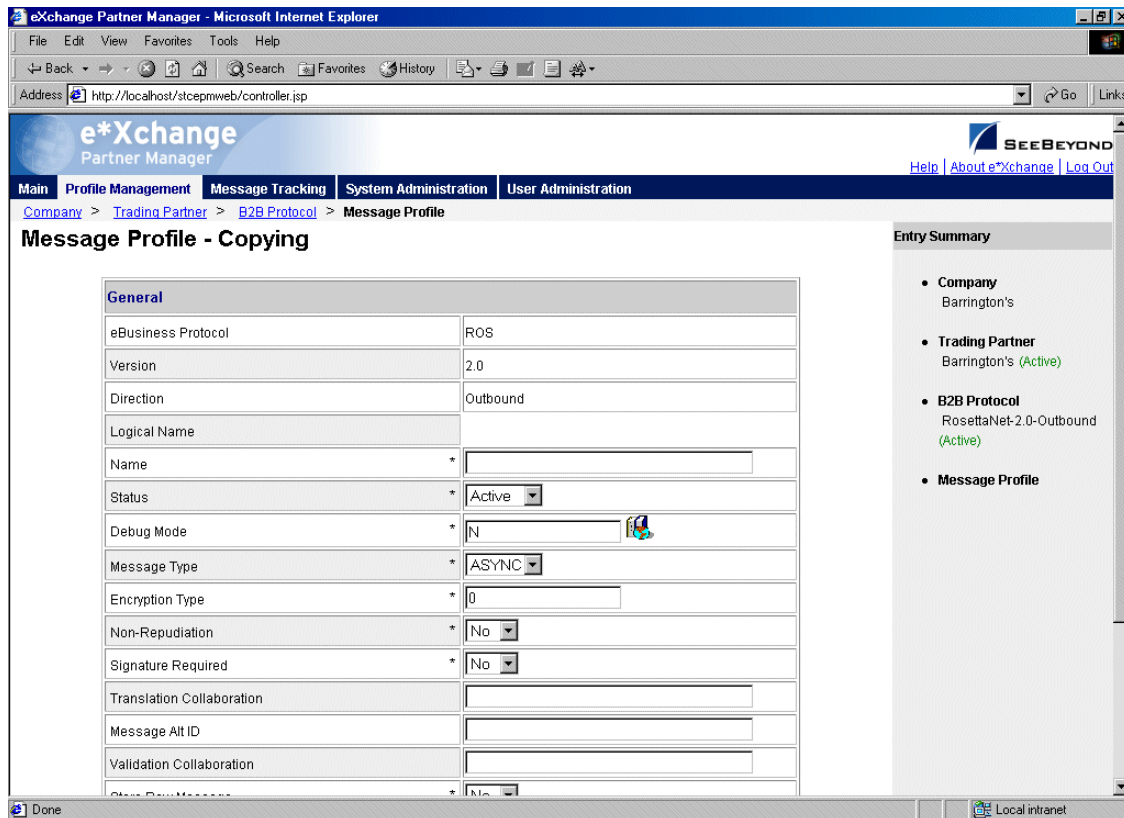 eXchange Partner Manager - Microsoft Internet Explorer
File Edit View Favorites Tools Help
Back Search Favorites History
Address http://localhost/stcepmweb/controller.jsp Go Links
e*Xchange
Partner Manager
SEEBEYOND
Help | About e*Xchange | Log Out
Main Profile Management Message Tracking System Administration User Administration
Company > Trading Partner > B2B Protocol > Message Profile
Message Profile - Copying
General
eBusiness Protocol ROS
Version 2.0
Direction Outbound
Logical Name
Name *
Status * Active
Debug Mode * N
Message Type * ASYNC
Encryption Type * 0
Non-Repudiation * No
Signature Required * No
Translation Collaboration
Message Alt ID
Validation Collaboration
Store Raw Message * No
Entry Summary
• Company
Barrington's
• Trading Partner
Barrington's (Active)
• B2B Protocol
RosettaNet-2.0-Outbound
(Active)
• Message Profile
Done Local intranet